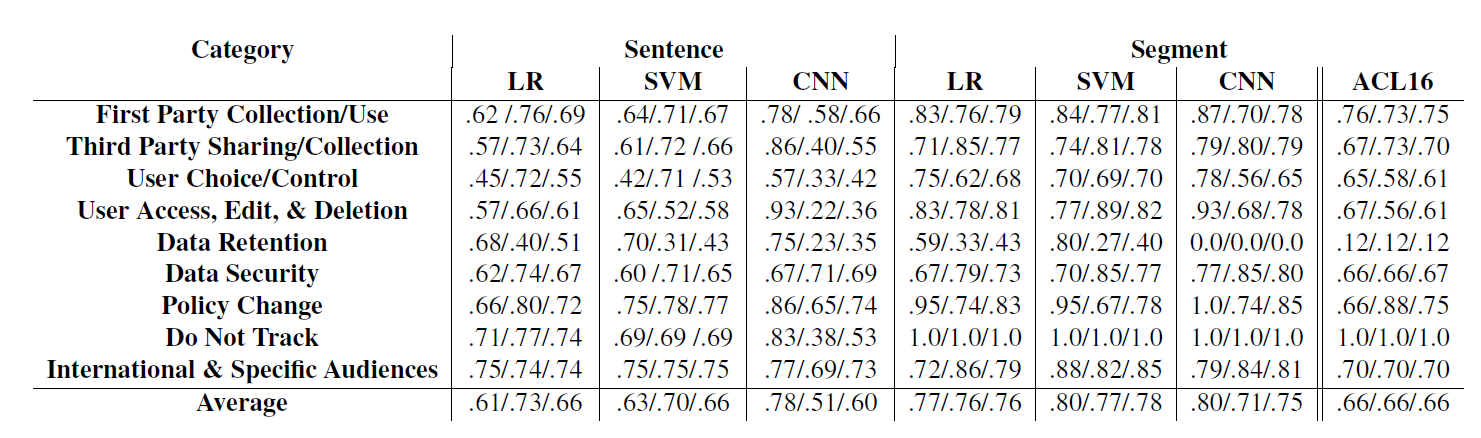 Category Sentence Segment
LR SVM CNN LR SVM CNN ACL16
First Party Collection/Use .62 /.76/.69 .64/.71/.67 .78/ .58/.66 .83/.76/.79 .84/.77/.81 .87/.70/.78 .76/.73/.75
Third Party Sharing/Collection .57/.73/.64 .61/.72 /.66 .86/.40/.55 .71/.85/.77 .74/.81/.78 .79/.80/.79 .67/.73/.70
User Choice/Control .45/.72/.55 .42/.71 /.53 .57/.33/.42 .75/.62/.68 .70/.69/.70 .78/.56/.65 .65/.58/.61
User Access, Edit, & Deletion .57/.66/.61 .65/.52/.58 .93/.22/.36 .83/.78/.81 .77/.89/.82 .93/.68/.78 .67/.56/.61
Data Retention .68/.40/.51 .70/.31/.43 .75/.23/.35 .59/.33/.43 .80/.27/.40 0.0/0.0/0.0 .12/.12/.12
Data Security .62/.74/.67 .60 /.71/.65 .67/.71/.69 .67/.79/.73 .70/.85/.77 .77/.85/.80 .66/.66/.67
Policy Change .66/.80/.72 .75/.78/.77 .86/.65/.74 .95/.74/.83 .95/.67/.78 1.0/.74/.85 .66/.88/.75
Do Not Track .71/.77/.74 .69/.69 /.69 .83/.38/.53 1.0/1.0/1.0 1.0/1.0/1.0 1.0/1.0/1.0 1.0/1.0/1.0
International & Specific Audiences .75/.74/.74 .75/.75/.75 .77/.69/.73 .72/.86/.79 .88/.82/.85 .79/.84/.81 .70/.70/.70
Average .61/.73/.66 .63/.70/.66 .78/.51/.60 .77/.76/.76 .80/.77/.78 .80/.71/.75 .66/.66/.66